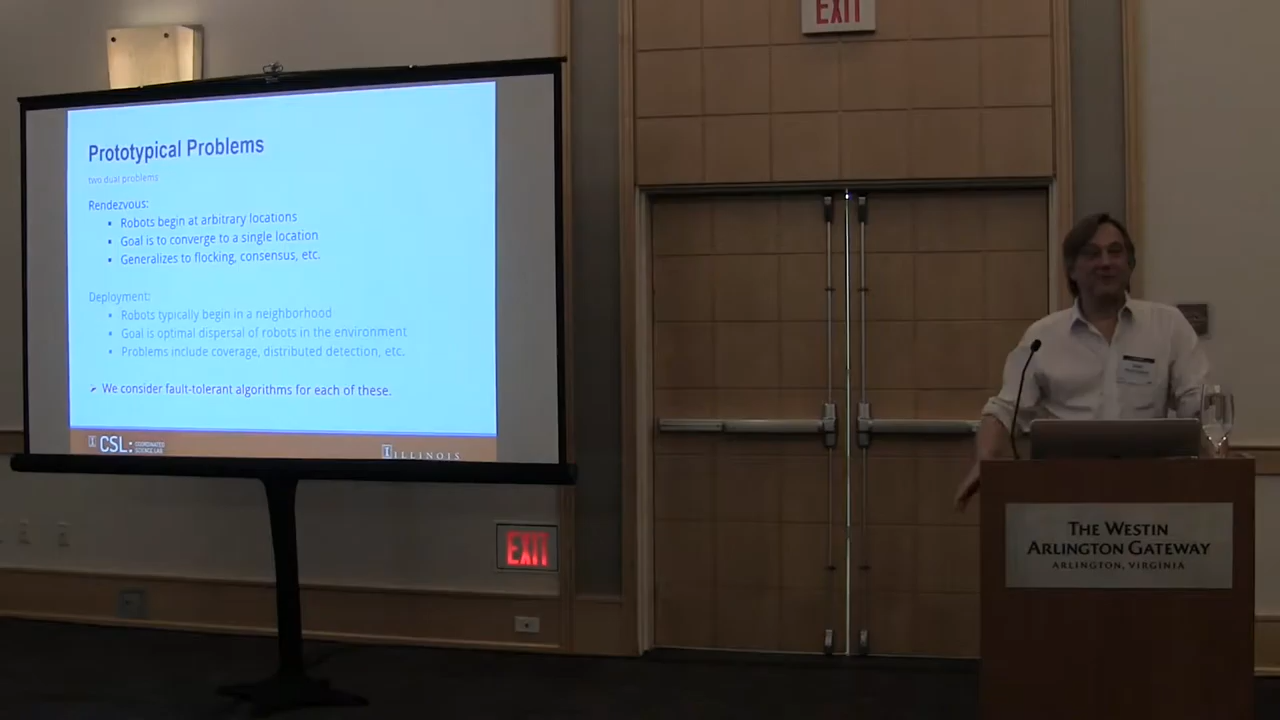 EXIT
Prototypical Problems
two dual problems
Rendezvous:
▪ Robots begin at arbitrary locations
▪ Goal is to converge to a single location
▪ Generalizes to flocking, consensus, etc.
Deployment:
▪ Robots typically begin in a neighborhood
▪ Goal is optimal dispersal of robots in the environment
▪ Problems include coverage, distributed detection, etc.
➢ We consider fault-tolerant algorithms for each of these.
I CSL: COORDINATED
SCIENCE LAB
I ILLINOIS
EXIT
THE WESTIN
ARLINGTON GATEWAY
ARLINGTON, VIRGINIA